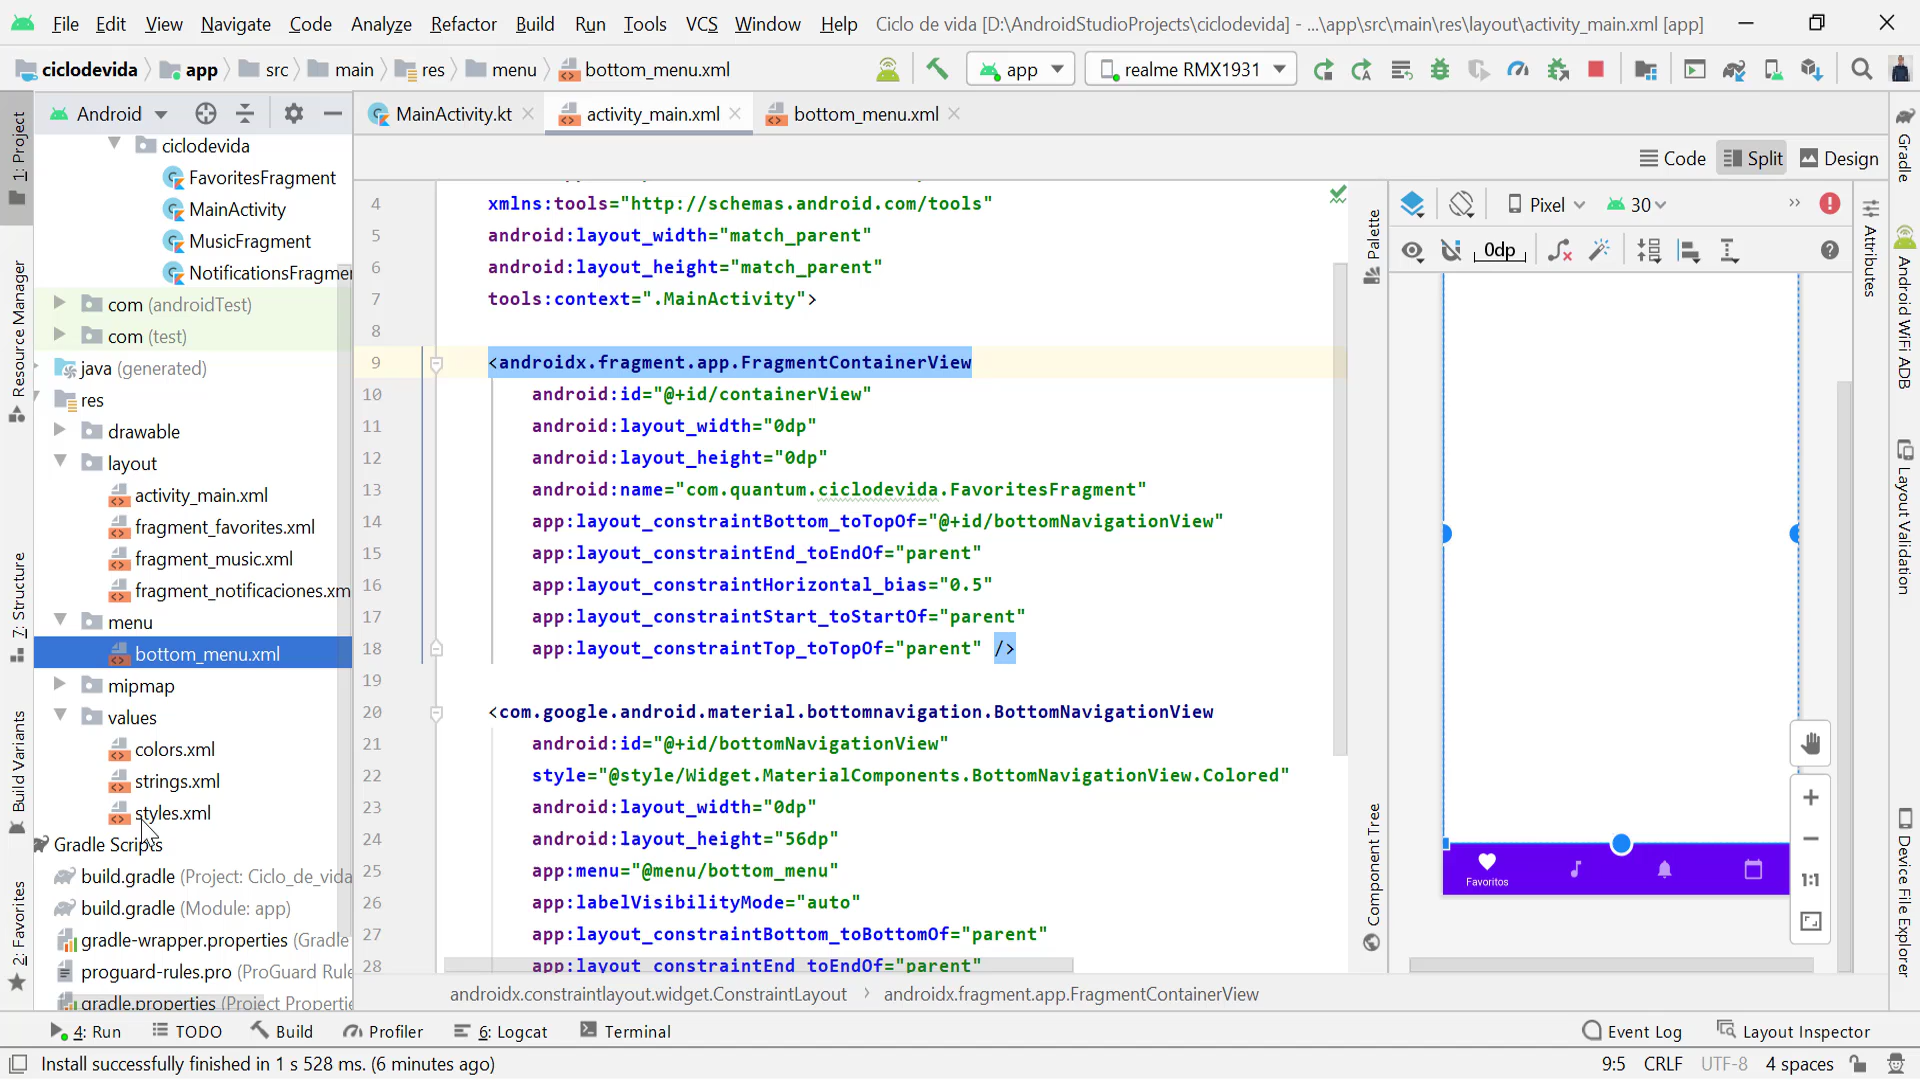 File Edit View Navigate Code Analyze Refactor Build Run Tools VCS Window Help Ciclo de vida [D:\AndroidStudioProjects\ciclodevida] - ...\app\src\main\res\layout\activity_main.xml [app]
ciclodevida app src main res menu bottom_menu.xml app realme RMX1931
Android MainActivity.kt activity_main.xml bottom_menu.xml
Code Split Design
1: Project
Resource Manager
7: Structure
Build Variants
2: Favorites
ciclodevida
FavoritesFragment
MainActivity
MusicFragment
NotificationsFragmer
com (androidTest)
com (test)
java (generated)
res
drawable
layout
activity_main.xml
fragment_favorites.xml
fragment_music.xml
fragment_notificaciones.xm
menu
bottom_menu.xml
mipmap
values
colors.xml
strings.xml
styles.xml
Gradle Scripts
build.gradle (Project: Ciclo_de_vida
build.gradle (Module: app)
gradle-wrapper.properties (Gradle
proguard-rules.pro (ProGuard Rule
gradle.properties (Project Propertie
4 xmlns:tools="http://schemas.android.com/tools"
5 android:layout_width="match_parent"
6 android:layout_height="match_parent"
7 tools:context=".MainActivity">
8
9 <androidx.fragment.app.FragmentContainerView
10 android:id="@+id/containerView"
11 android:layout_width="0dp"
12 android:layout_height="0dp"
13 android:name="com.quantum.ciclodevida.FavoritesFragment"
14 app:layout_constraintBottom_toTopOf="@+id/bottomNavigationView"
15 app:layout_constraintEnd_toEndOf="parent"
16 app:layout_constraintHorizontal_bias="0.5"
17 app:layout_constraintStart_toStartOf="parent"
18 app:layout_constraintTop_toTopOf="parent" />
19
20 <com.google.android.material.bottomnavigation.BottomNavigationView
21 android:id="@+id/bottomNavigationView"
22 style="@style/Widget.MaterialComponents.BottomNavigationView.Colored"
23 android:layout_width="0dp"
24 android:layout_height="56dp"
25 app:menu="@menu/bottom_menu"
26 app:labelVisibilityMode="auto"
27 app:layout_constraintBottom_toBottomOf="parent"
28 app:layout_constraintEnd_toEndOf="parent"
androidx.constraintlayout.widget.ConstraintLayout androidx.fragment.app.FragmentContainerView
Palette
Component Tree
Pixel 30
0dp
Favoritos
1:1
Attributes
Gradle
Android WiFi ADB
Layout Validation
Device File Explorer
4: Run TODO Build Profiler 6: Logcat Terminal Event Log Layout Inspector
Install successfully finished in 1 s 528 ms. (6 minutes ago) 9:5 CRLF UTF-8 4 spaces